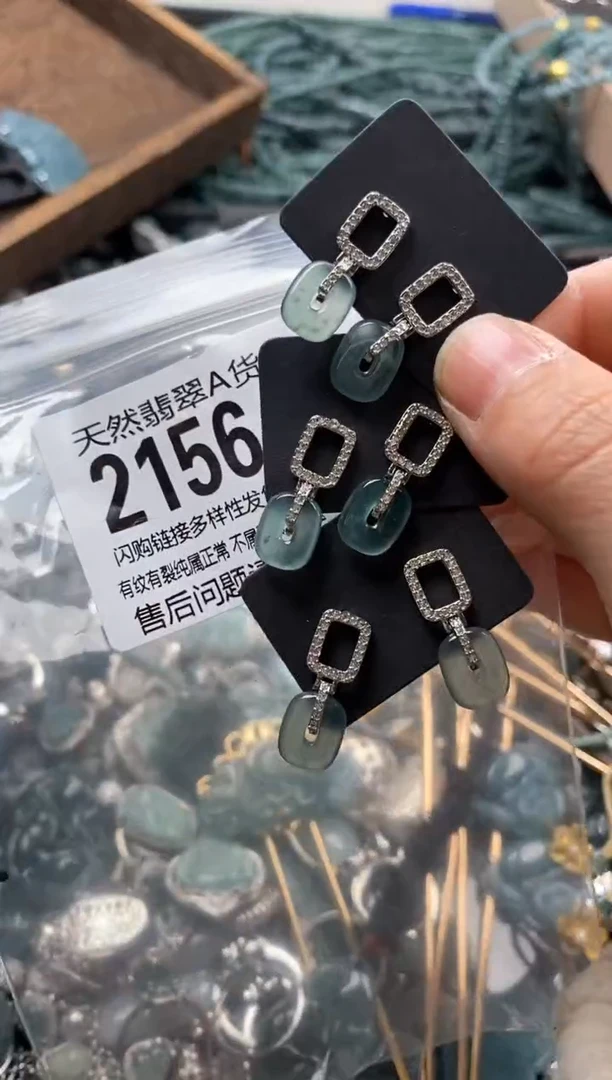 天然翡翠A货
2156
闪购链接多样性发
有纹有裂纯属正常 不属
售后问题